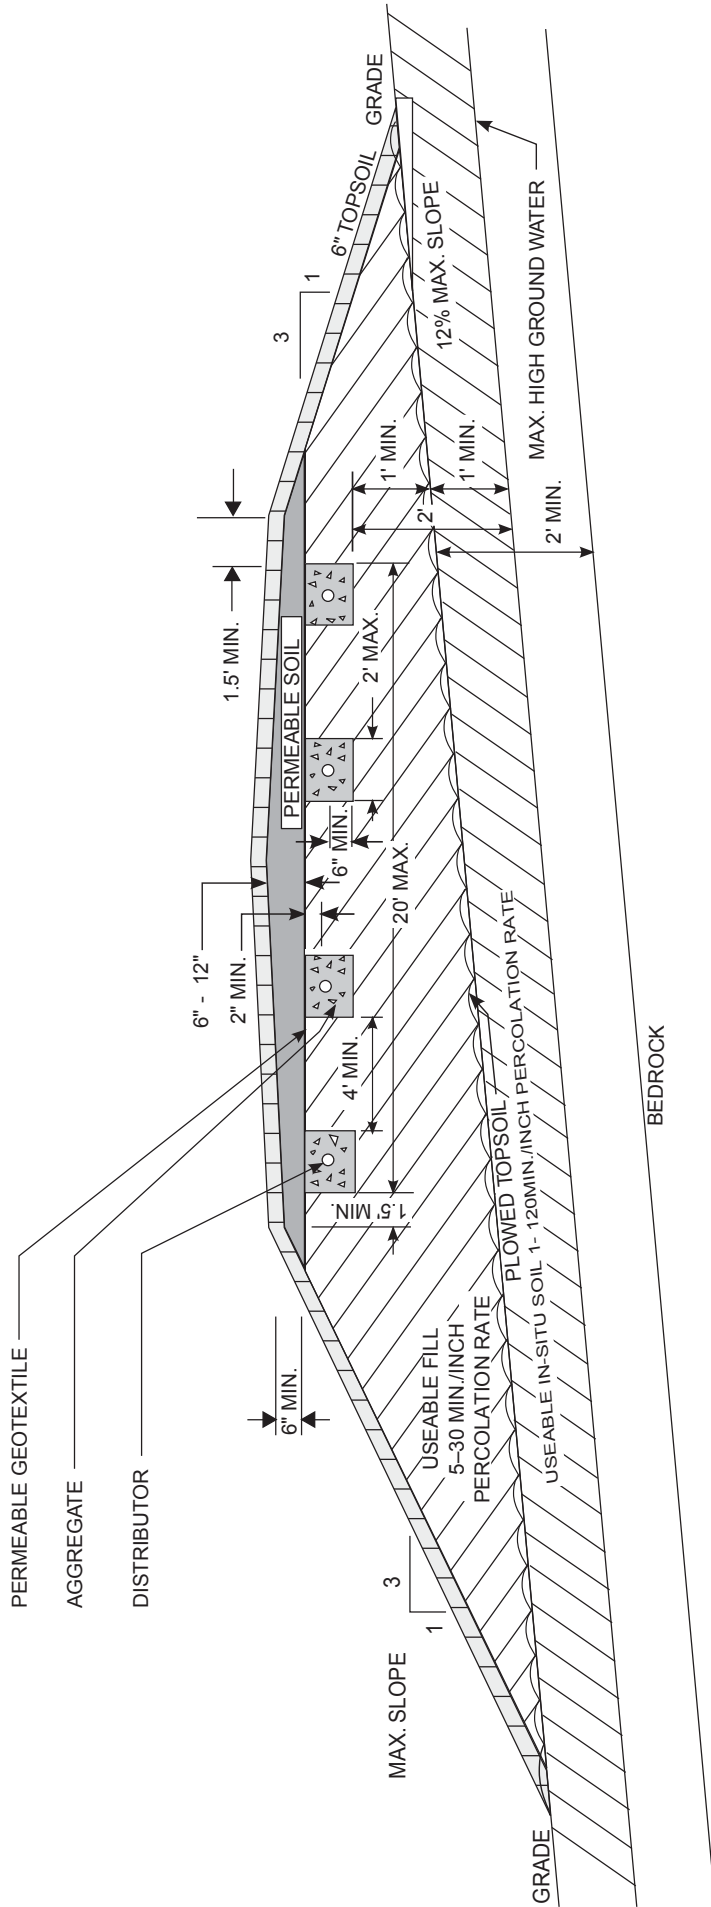 PERMEABLE GEOTEXTILE
AGGREGATE
DISTRIBUTOR
6" - 12"
2" MIN.
1.5' MIN.
6" MIN.
PERMEABLE SOIL
3
1
6" TOPSOIL
GRADE
MAX. SLOPE
3
1
1.5' MIN.
4' MIN.
6" MIN.
20' MAX.
2' MAX.
1' MIN.
2'
1' MIN.
12% MAX. SLOPE
USEABLE FILL
5–30 MIN./INCH
PERCOLATION RATE
PLOWED TOPSOIL
USEABLE IN-SITU SOIL 1- 120MIN./INCH PERCOLATION RATE
GRADE
2' MIN.
MAX. HIGH GROUND WATER
BEDROCK